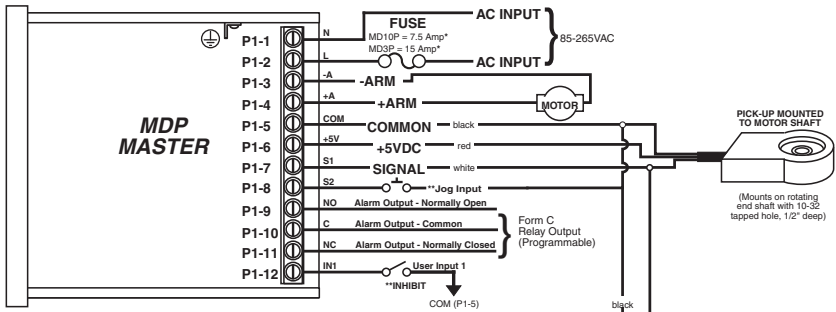 AC INPUT
FUSE
MD10P = 7.5 Amp*
MD3P = 15 Amp*
85-265VAC
AC INPUT
P1-1 N
P1-2 L
P1-3 -A -ARM
P1-4 +A +ARM MOTOR
P1-5 COM COMMON black
P1-6 +5V +5VDC red
P1-7 S1 SIGNAL white
P1-8 S2 **Jog Input
P1-9 NO Alarm Output - Normally Open
P1-10 C Alarm Output - Common
P1-11 NC Alarm Output - Normally Closed
P1-12 IN1 User Input 1
**INHIBIT
COM (P1-5)
MDP
MASTER
Form C
Relay Output
(Programmable)
PICK-UP MOUNTED
TO MOTOR SHAFT
(Mounts on rotating
end shaft with 10-32
tapped hole, 1/2" deep)
black